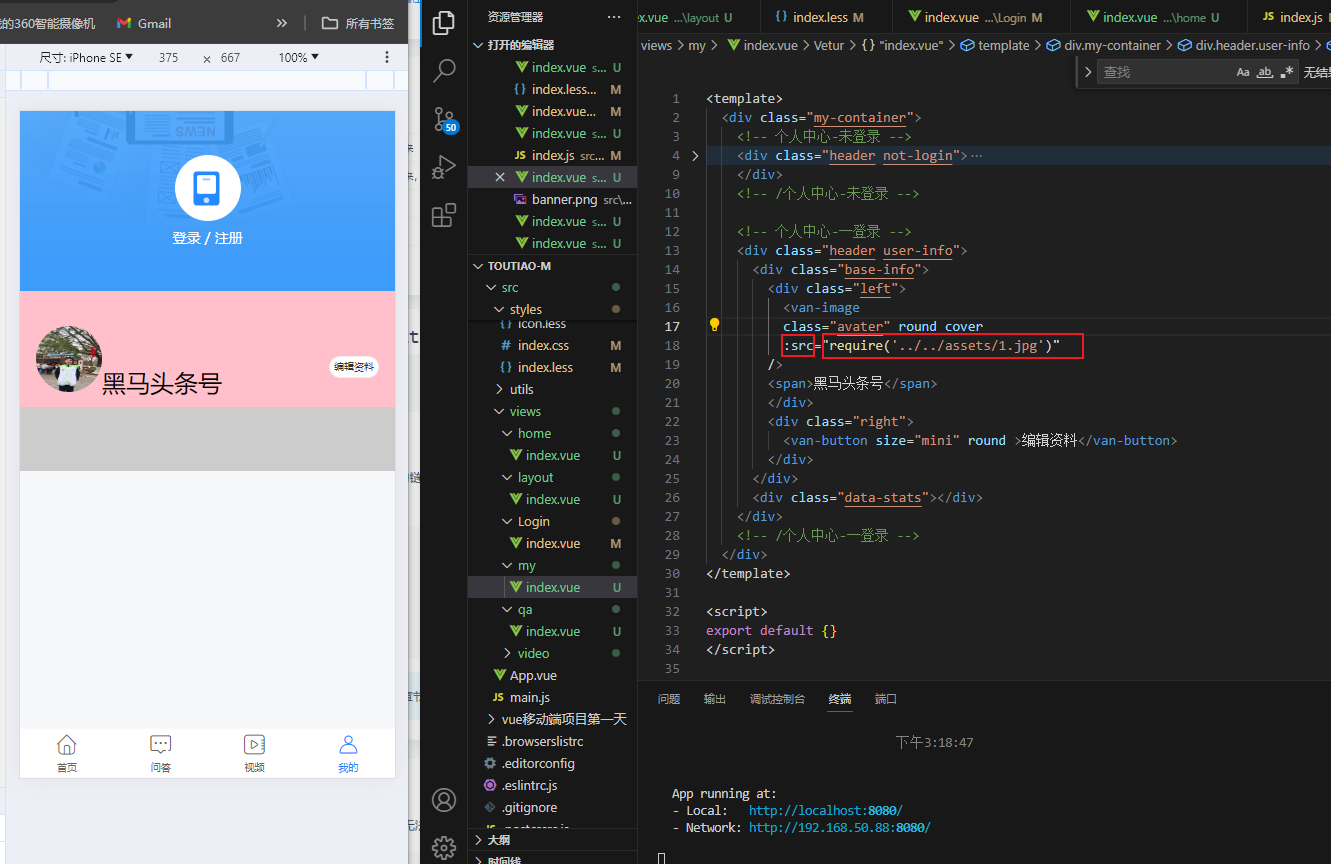 的360智能摄像机
Gmail
所有书签
尺寸: iPhone SE ▼ 375 × 667 100% ▼
NEWS
登录 / 注册
黑马头条号
编辑资料
首页
问答
视频
我的
50
资源管理器 ···
打开的编辑器
index.vue s... U
index.less... M
index.vue... M
index.vue s... U
index.js src... M
index.vue s... U
banner.png src\...
index.vue s... U
index.vue s... U
TOUTIAO-M
src
styles
icon.less
icon.css M
index.less M
utils
views
home
index.vue U
layout
index.vue U
Login
index.vue M
my
index.vue U
qa
index.vue U
video
App.vue
main.js
vue移动端项目第一天
.browserslistrc
.editorconfig
.eslintrc.js
.gitignore
大纲
时间线
x.vue ...\layout U
index.less M
index.vue ...\Login M
index.vue ...\home U
index.js
views > my > index.vue > Vetur > {} "index.vue" > template > div.my-container > div.header.user-info >
查找 Aa ab, .* 无结果
1 <template>
2 <div class="my-container">
3 <!-- 个人中心-未登录 -->
4 <div class="header not-login">···
9 </div>
10 <!-- /个人中心-未登录 -->
11
12 <!-- 个人中心-一登录 -->
13 <div class="header user-info">
14 <div class="base-info">
15 <div class="left">
16 <van-image
17 class="avater" round cover
18 :src="require('../../assets/1.jpg')"
19 />
20 <span>黑马头条号</span>
21 </div>
22 <div class="right">
23 <van-button size="mini" round >编辑资料</van-button>
24 </div>
25 </div>
26 <div class="data-stats"></div>
27 </div>
28 <!-- /个人中心-一登录 -->
29 </div>
30 </template>
31
32 <script>
33 export default {}
34 </script>
35
问题 输出 调试控制台 终端 端口
下午3:18:47
App running at:
- Local: http://localhost:8080/
- Network: http://192.168.50.88:8080/